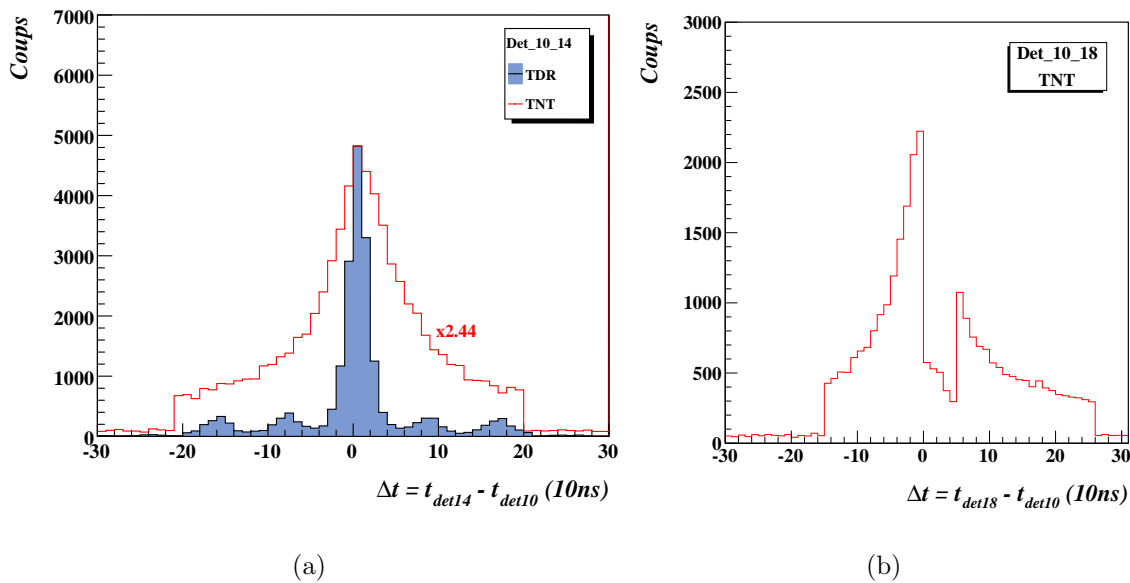 7000
6000
5000
4000
3000
2000
1000
0
Coups
Det_10_14
TDR
TNT
x2.44
-30 -20 -10 0 10 20 30
Δt = t_det14 - t_det10 (10ns)
(a)
3000
2500
2000
1500
1000
500
0
Coups
Det_10_18
TNT
-30 -20 -10 0 10 20 30
Δt = t_det18 - t_det10 (10ns)
(b)